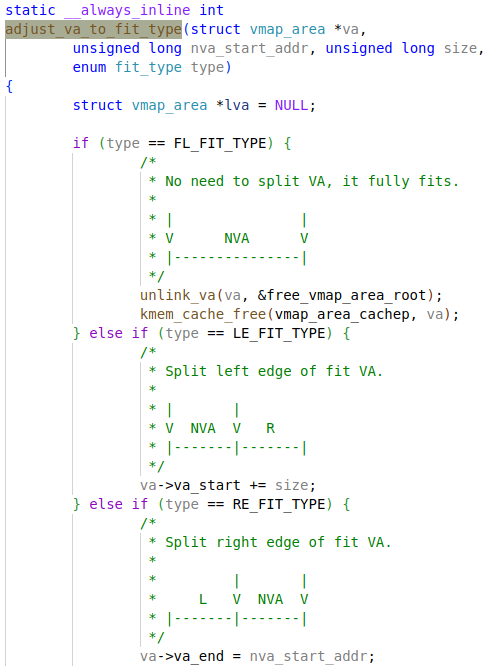 static __always_inline int
adjust_va_to_fit_type(struct vmap_area *va,
        unsigned long nva_start_addr, unsigned long size,
        enum fit_type type)
{
        struct vmap_area *lva = NULL;

        if (type == FL_FIT_TYPE) {
                /*
                 * No need to split VA, it fully fits.
                 *
                 * |               |
                 * V      NVA      V
                 * |---------------|
                 */
                unlink_va(va, &free_vmap_area_root);
                kmem_cache_free(vmap_area_cachep, va);
        } else if (type == LE_FIT_TYPE) {
                /*
                 * Split left edge of fit VA.
                 *
                 * |       |
                 * V  NVA  V   R
                 * |-------|-------|
                 */
                va->va_start += size;
        } else if (type == RE_FIT_TYPE) {
                /*
                 * Split right edge of fit VA.
                 *
                 *         |       |
                 *     L   V  NVA  V
                 * |-------|-------|
                 */
                va->va_end = nva_start_addr;